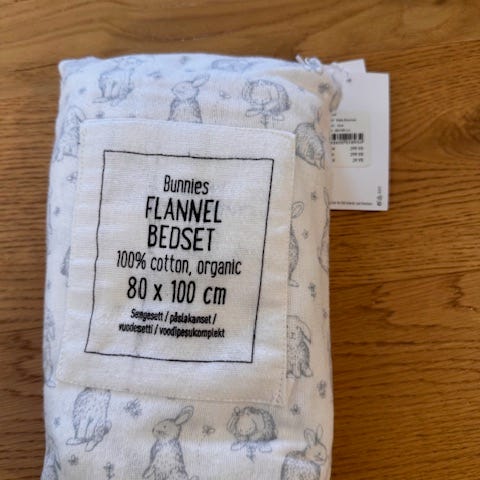 Bunnies
FLANNEL
BEDSET
100% cotton, organic
80 x 100 cm
Sengesett / påslakanset /
vuodesetti / voodipesukomplekt